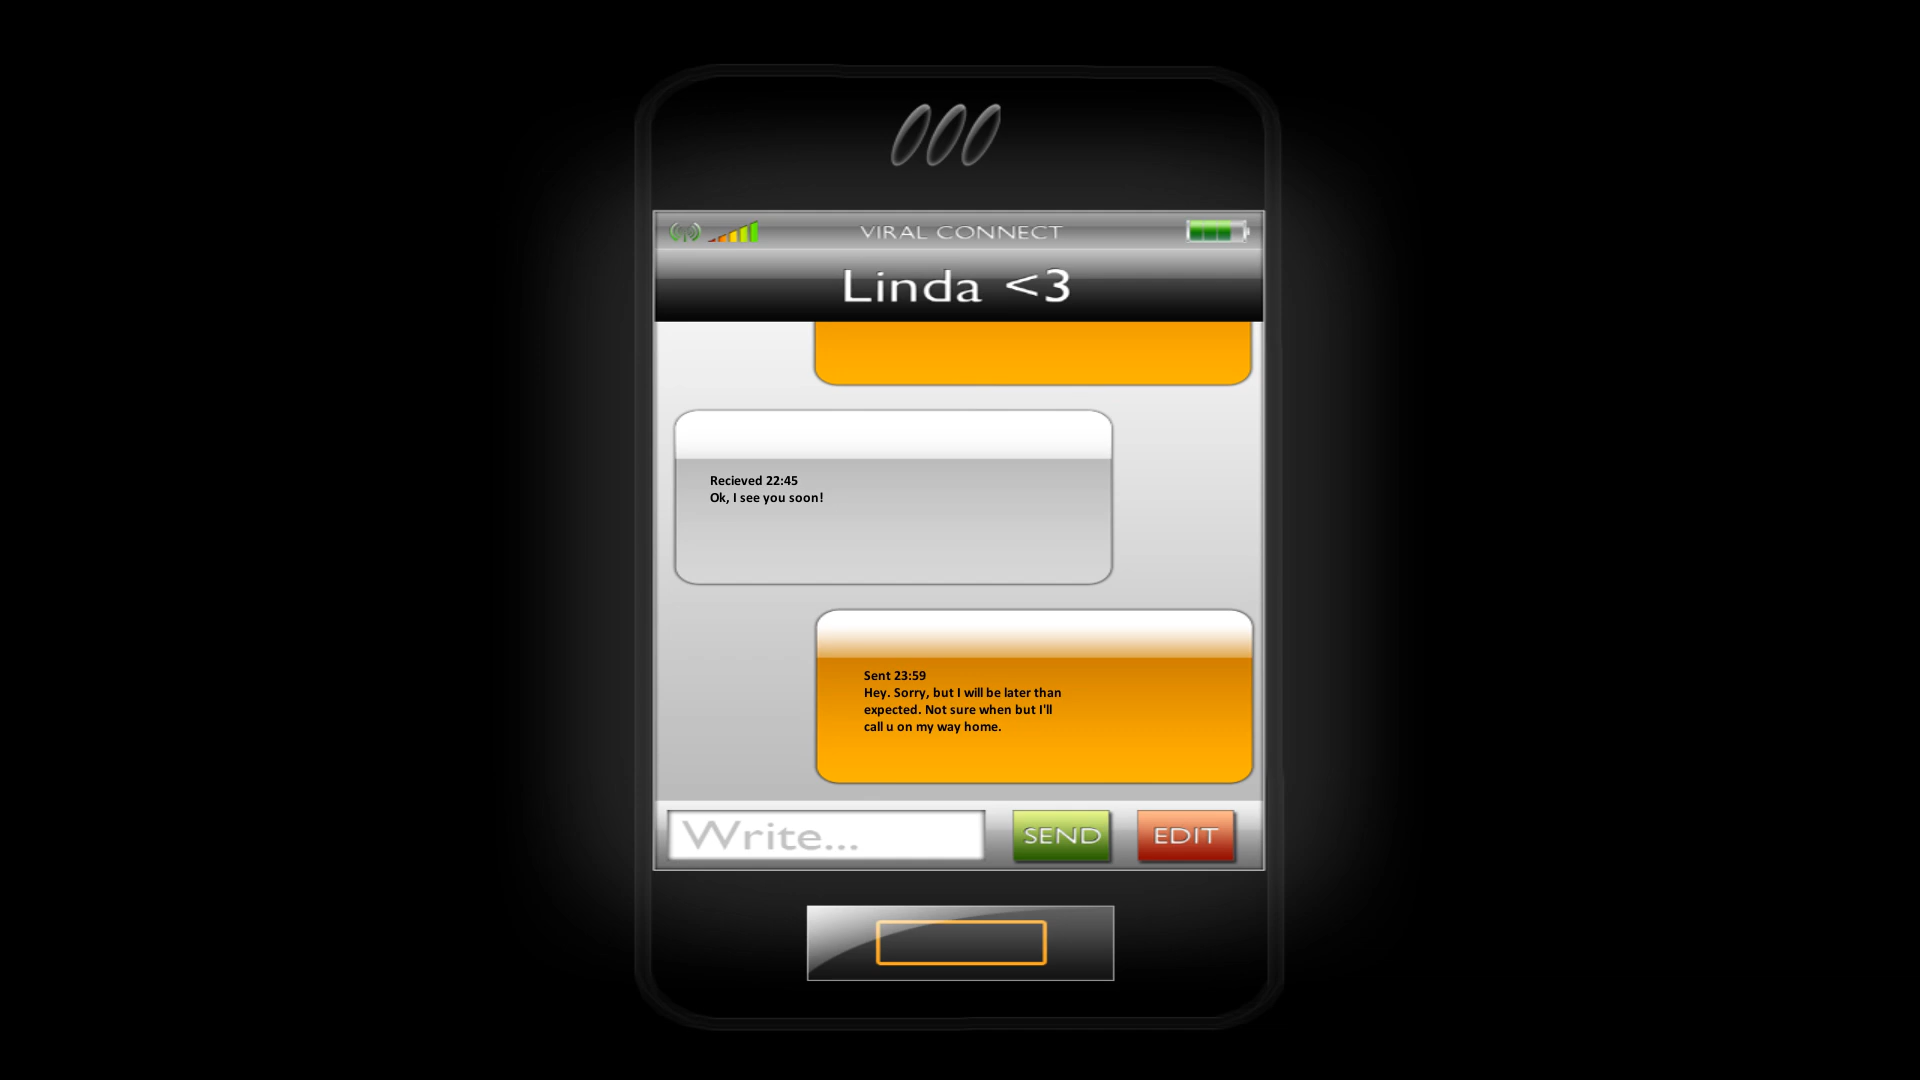 VIRAL CONNECT
Linda <3
Recieved 22:45
Ok, I see you soon!
Sent 23:59
Hey. Sorry, but I will be later than
expected. Not sure when but I'll
call u on my way home.
Write...
SEND
EDIT